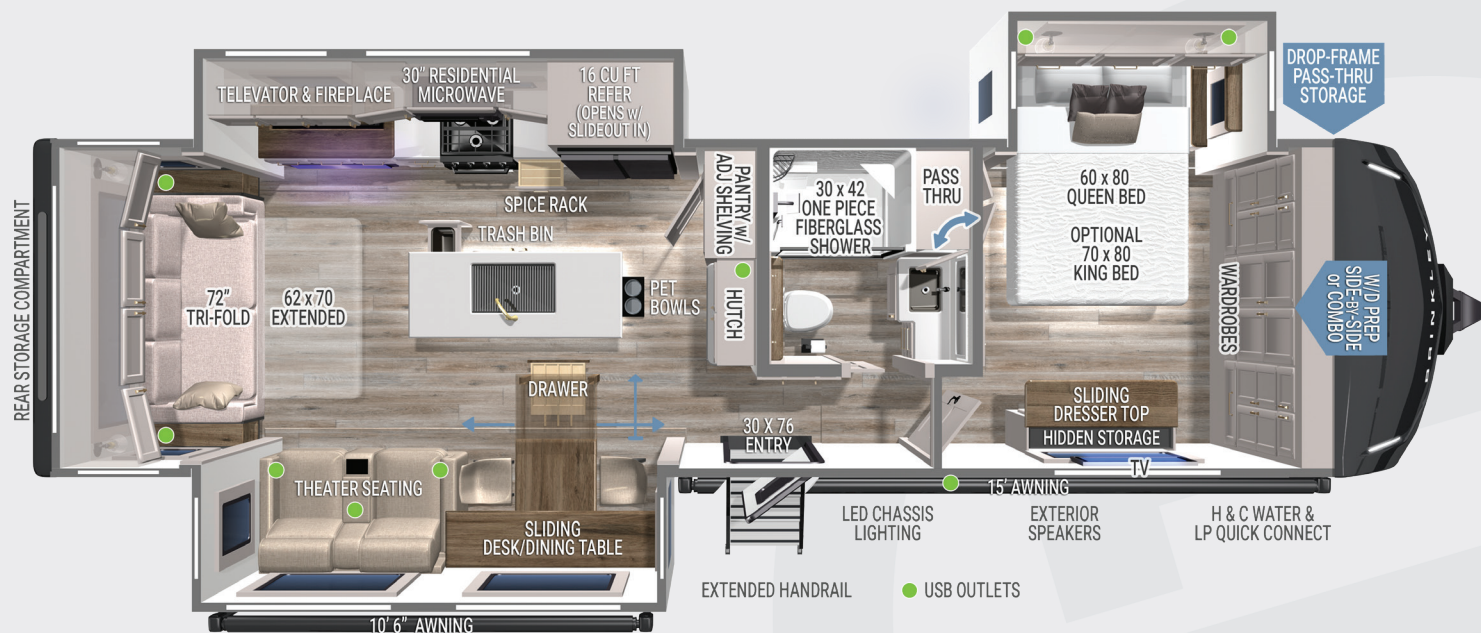 TELEVATOR & FIREPLACE
30" RESIDENTIAL
MICROWAVE
16 CU FT
REFER
(OPENS w/
SLIDEOUT IN)
DROP-FRAME
PASS-THRU
STORAGE
REAR STORAGE COMPARTMENT
72"
TRI-FOLD
62 x 70
EXTENDED
SPICE RACK
TRASH BIN
PET
BOWLS
PANTRY w/
ADJ SHELVING
HUTCH
30 x 42
ONE PIECE
FIBERGLASS
SHOWER
PASS
THRU
60 x 80
QUEEN BED
OPTIONAL
70 x 80
KING BED
WARDROBES
W/D PREP
SIDE-BY-SIDE
or COMBO
BRINKLEY
DRAWER
30 X 76
ENTRY
SLIDING
DRESSER TOP
HIDDEN STORAGE
TV
THEATER SEATING
SLIDING
DESK/DINING TABLE
15' AWNING
LED CHASSIS
LIGHTING
EXTERIOR
SPEAKERS
H & C WATER &
LP QUICK CONNECT
EXTENDED HANDRAIL
USB OUTLETS
10' 6" AWNING